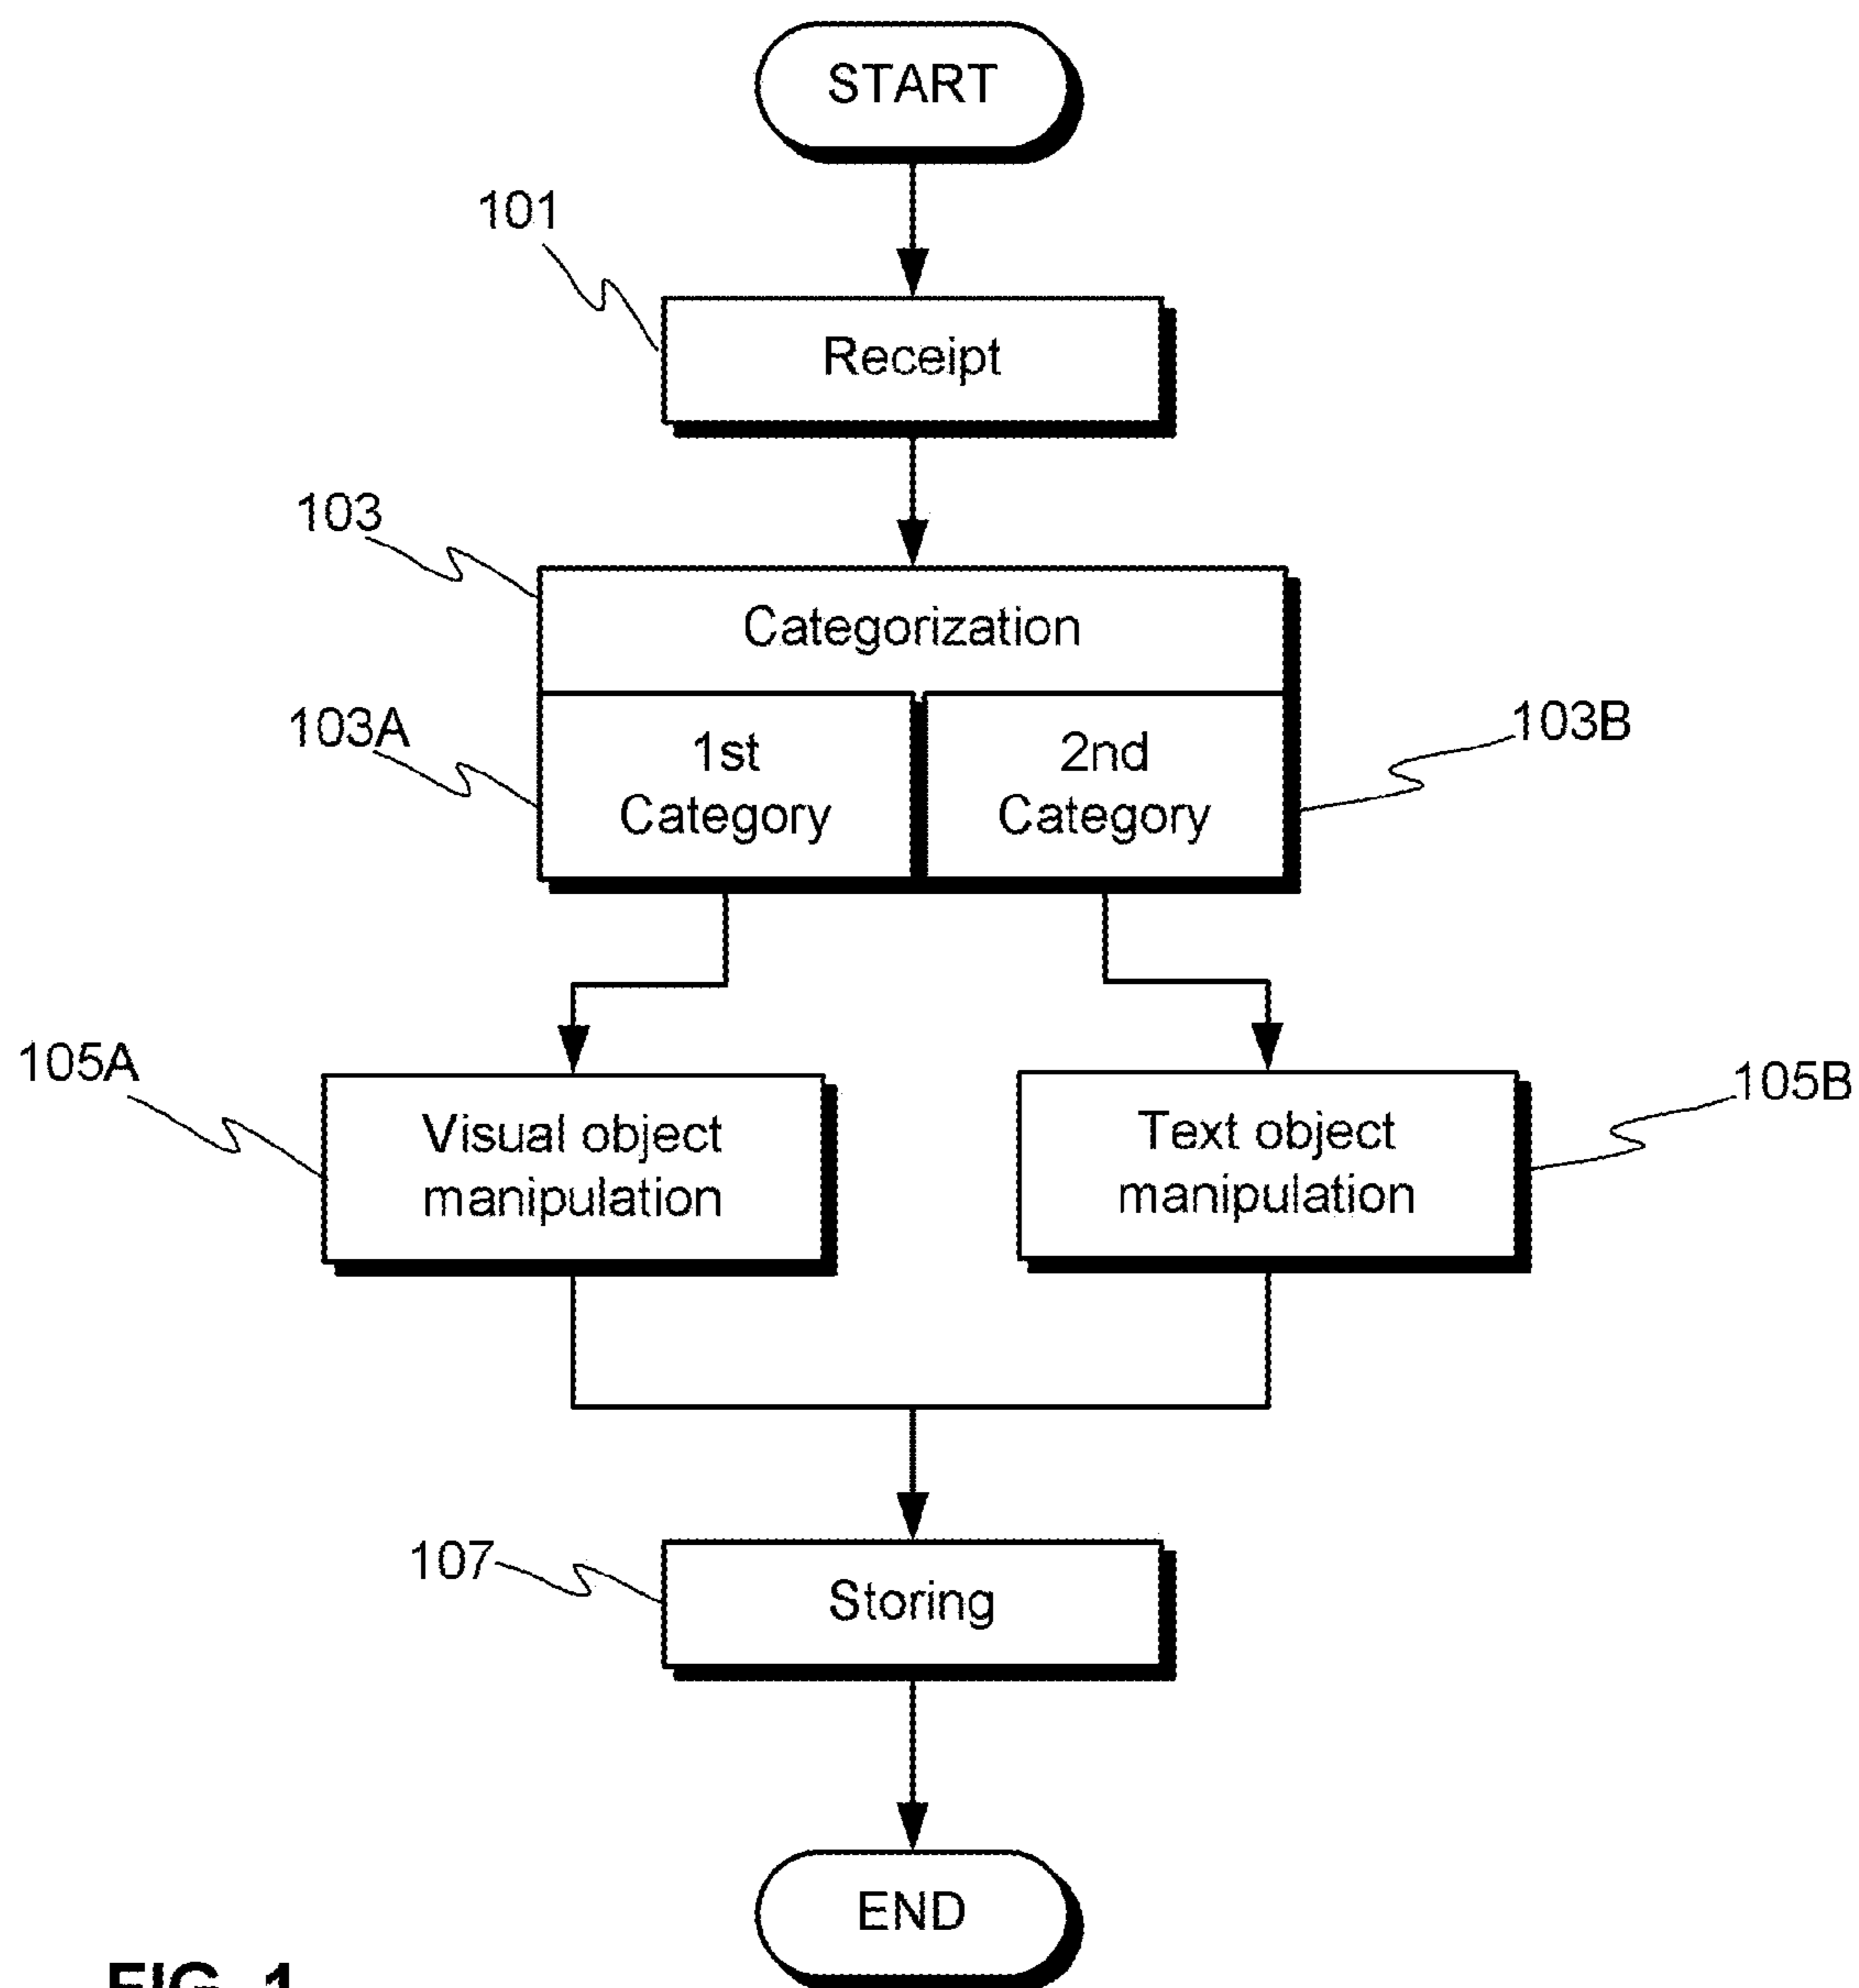 START
101
Receipt
103
Categorization
103A
1st
Category
2nd
Category
103B
105A
Visual object
manipulation
Text object
manipulation
105B
107
Storing
END
FIG. 1